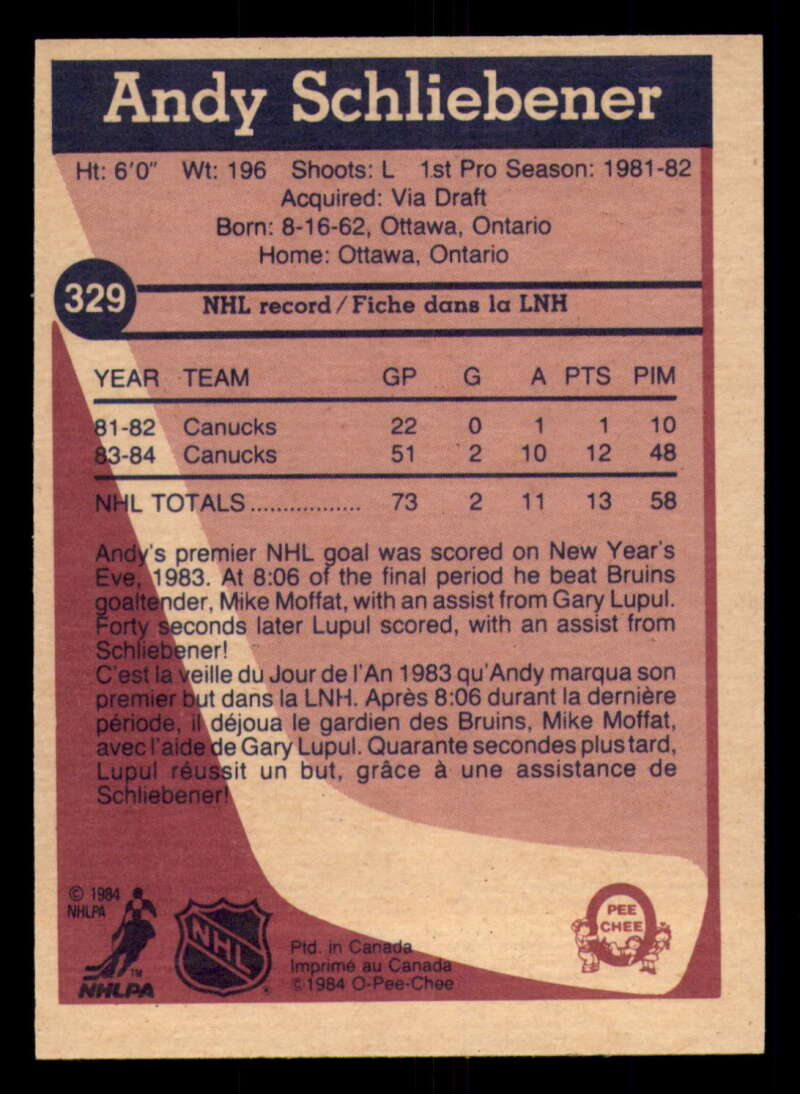 Andy Schliebener
Ht: 6'0" Wt: 196 Shoots: L 1st Pro Season: 1981-82
Acquired: Via Draft
Born: 8-16-62, Ottawa, Ontario
Home: Ottawa, Ontario
329
NHL record/Fiche dans la LNH
YEAR TEAM GP G A PTS PIM
81-82 Canucks 22 0 1 1 10
83-84 Canucks 51 2 10 12 48
NHL TOTALS................. 73 2 11 13 58
Andy's premier NHL goal was scored on New Year's
Eve, 1983. At 8:06 of the final period he beat Bruins
goaltender, Mike Moffat, with an assist from Gary Lupul.
Forty seconds later Lupul scored, with an assist from
Schliebener!
C'est la veille du Jour de l'An 1983 qu'Andy marqua son
premier but dans la LNH. Après 8:06 durant la dernière
période, il déjoua le gardien des Bruins, Mike Moffat,
avec l'aide de Gary Lupul. Quarante secondes plus tard,
Lupul réussit un but, grâce à une assistance de
Schliebener!
© 1984
NHLPA
TM
NHLPA
NHL
®
Ptd. in Canada
Imprimé au Canada
© 1984 O-Pee-Chee
PEE
CHEE